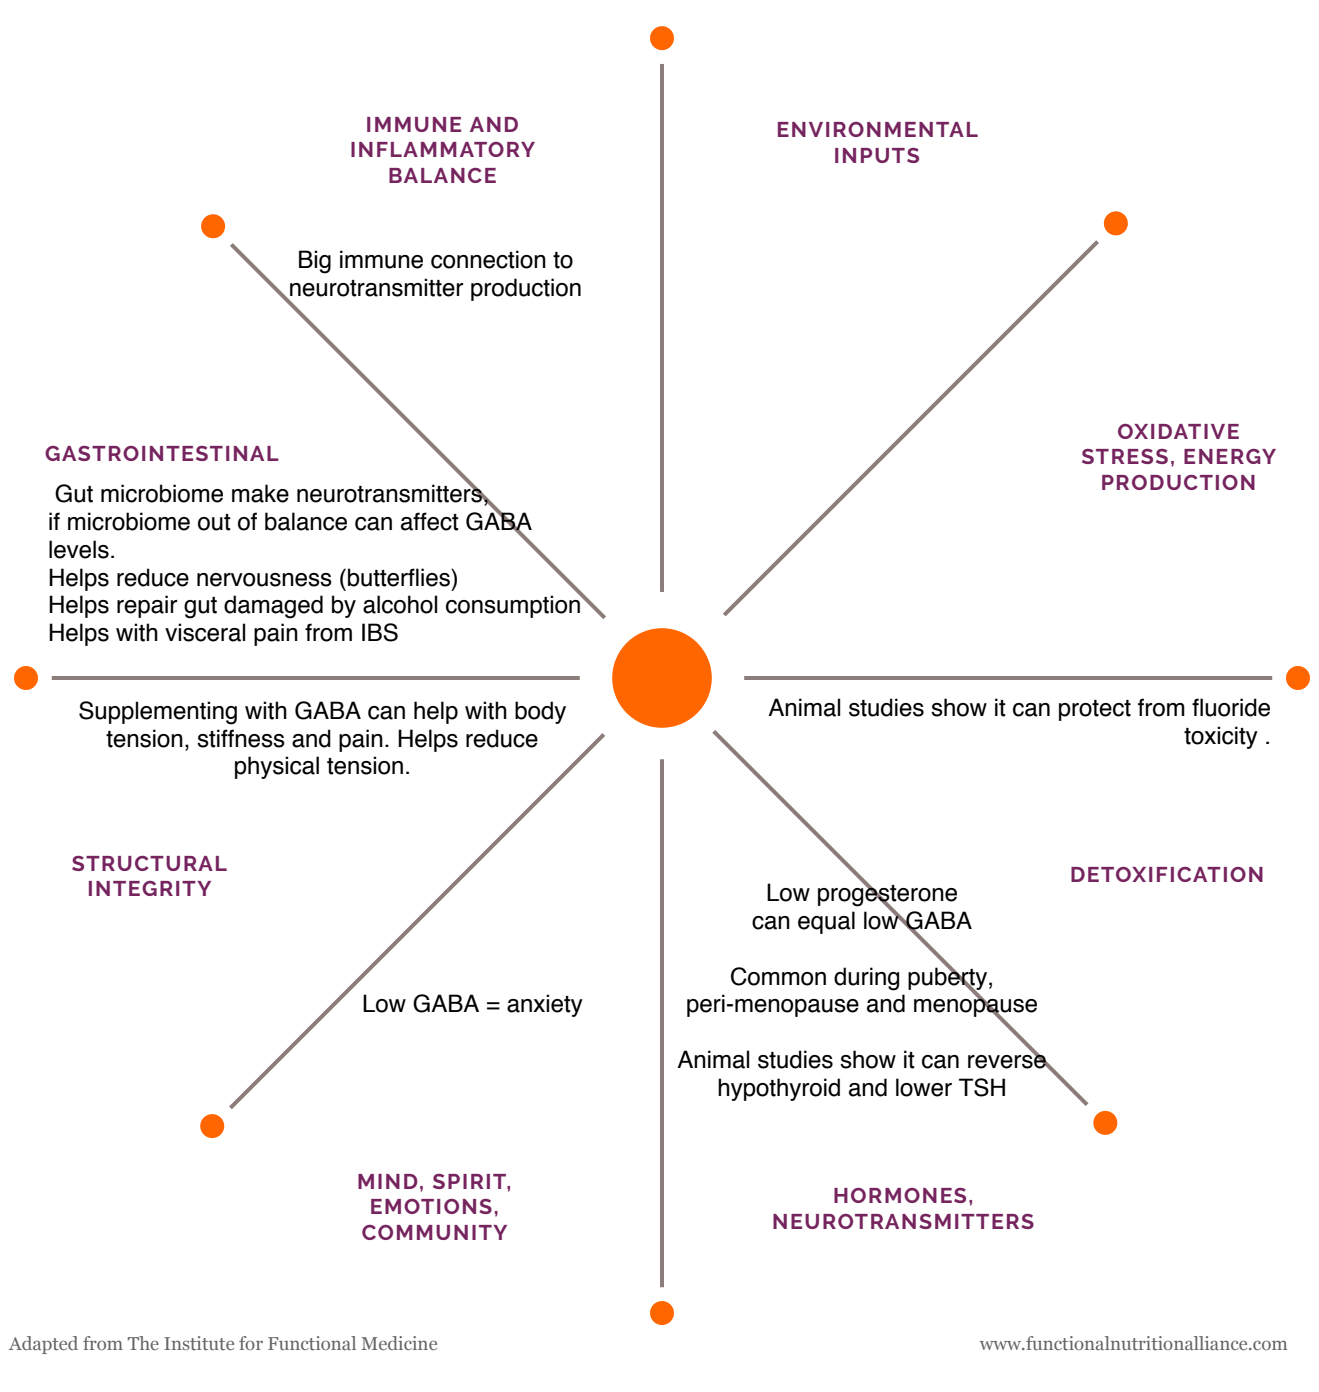 IMMUNE AND
INFLAMMATORY
BALANCE
Big immune connection to
neurotransmitter production
ENVIRONMENTAL
INPUTS
OXIDATIVE
STRESS, ENERGY
PRODUCTION
GASTROINTESTINAL
Gut microbiome make neurotransmitters,
if microbiome out of balance can affect GABA
levels.
Helps reduce nervousness (butterflies)
Helps repair gut damaged by alcohol consumption
Helps with visceral pain from IBS
Supplementing with GABA can help with body
tension, stiffness and pain. Helps reduce
physical tension.
STRUCTURAL
INTEGRITY
Animal studies show it can protect from fluoride
toxicity .
DETOXIFICATION
Low GABA = anxiety
MIND, SPIRIT,
EMOTIONS,
COMMUNITY
Low progesterone
can equal low GABA
Common during puberty,
peri-menopause and menopause
Animal studies show it can reverse
hypothyroid and lower TSH
HORMONES,
NEUROTRANSMITTERS
Adapted from The Institute for Functional Medicine
www.functionalnutritionalliance.com